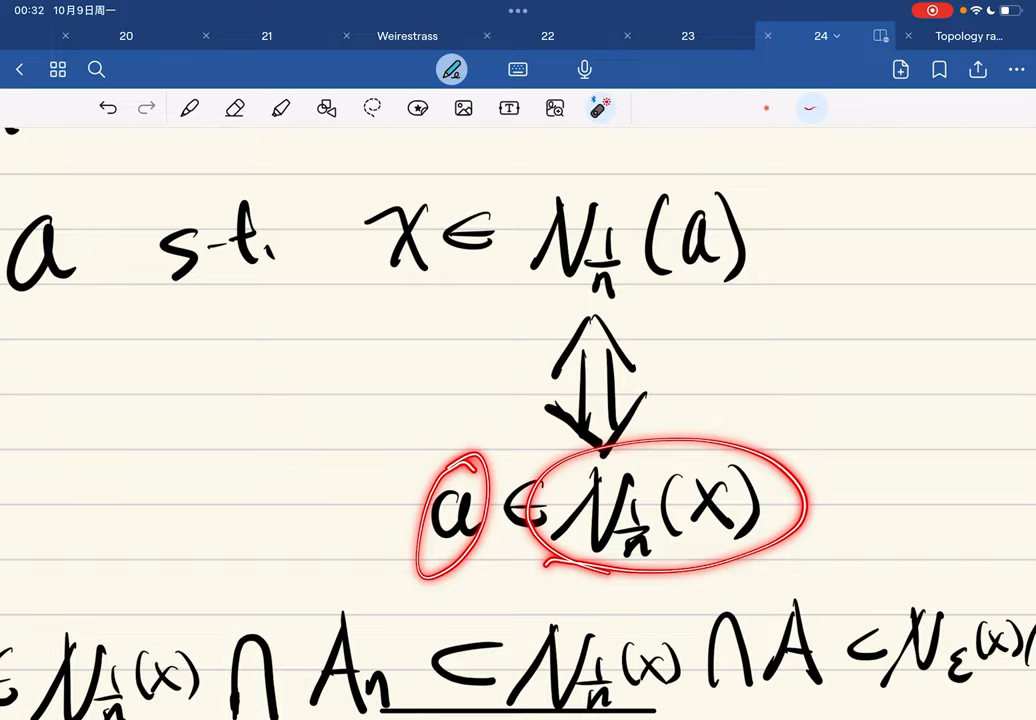 00:32 10月9日周一
20 21 Weirestrass 22 23 24 Topology ra...
a s.t. x ∈ N_{1/n}(a)
⇕
a ∈ N_{1/n}(x)
∈ N_{1/n}(x) ∩ A_n ⊂ N_{1/n}(x) ∩ A ⊂ N_ε(x) ∩